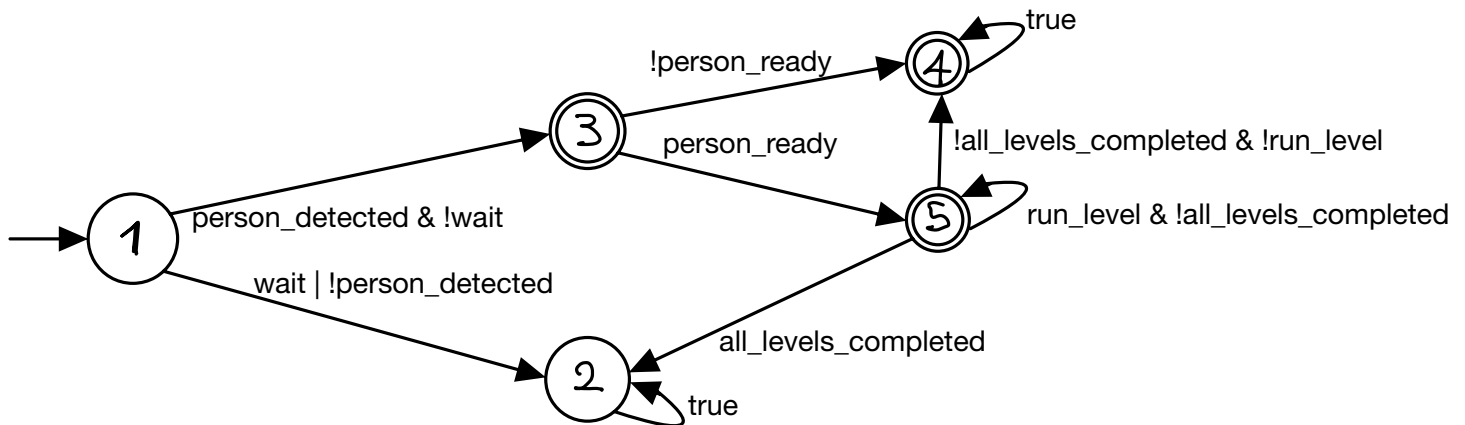 true
4
!person_ready
3
person_ready
!all_levels_completed & !run_level
5
run_level & !all_levels_completed
person_detected & !wait
1
wait | !person_detected
all_levels_completed
2
true